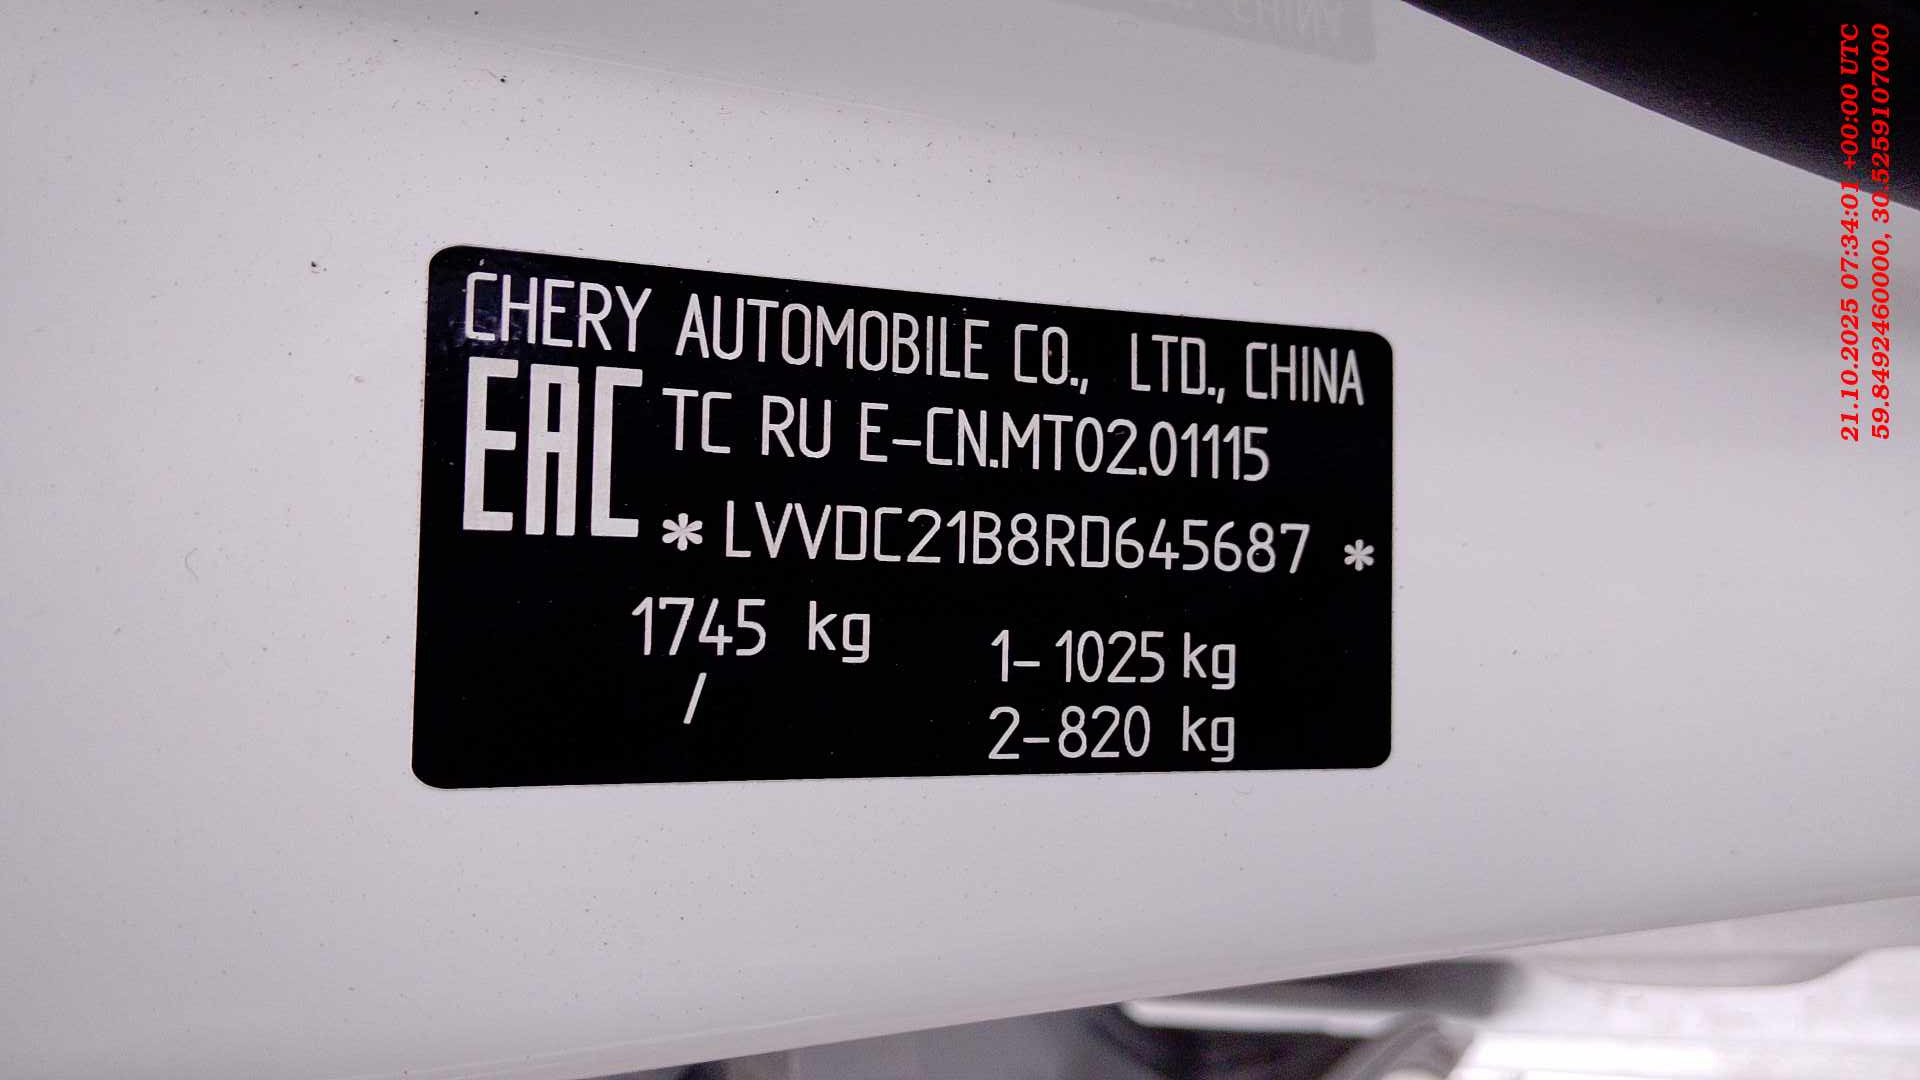 CHERY AUTOMOBILE CO., LTD., CHINA
EAC
TC RU E-CN.MT02.01115
* LVVDC21B8RD645687 *
1745 kg
/
1-1025 kg
2-820 kg
21.10.2025 07:34:01 +00:00 UTC
59.8492460000, 30.5259107000